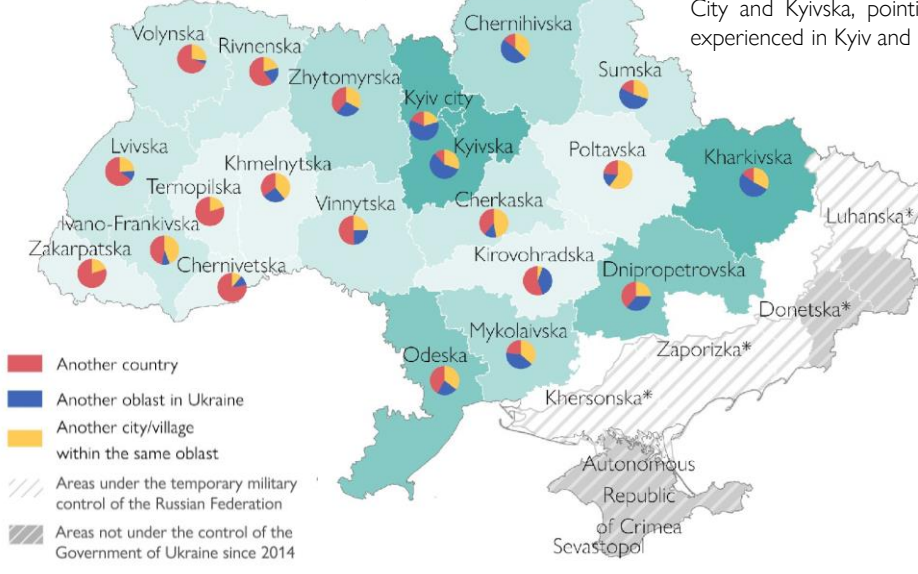 City and Kyivska, pointi
experienced in Kyiv and
Volynska
Rivnenska
Zhytomyrska
Chernihivska
Sumska
Kyiv city
Kyivska
Lvivska
Ternopilska
Khmelnytska
Vinnytska
Cherkaska
Poltavska
Kharkivska
Luhanska*
Ivano-Frankivska
Zakarpatska
Chernivetska
Kirovohradska
Dnipropetrovska
Donetska*
Zaporizka*
Mykolaivska
Odeska
Khersonska*
Autonomous
Republic
of Crimea
Sevastopol
Another country
Another oblast in Ukraine
Another city/village
within the same oblast
Areas under the temporary military
control of the Russian Federation
Areas not under the control of the
Government of Ukraine since 2014